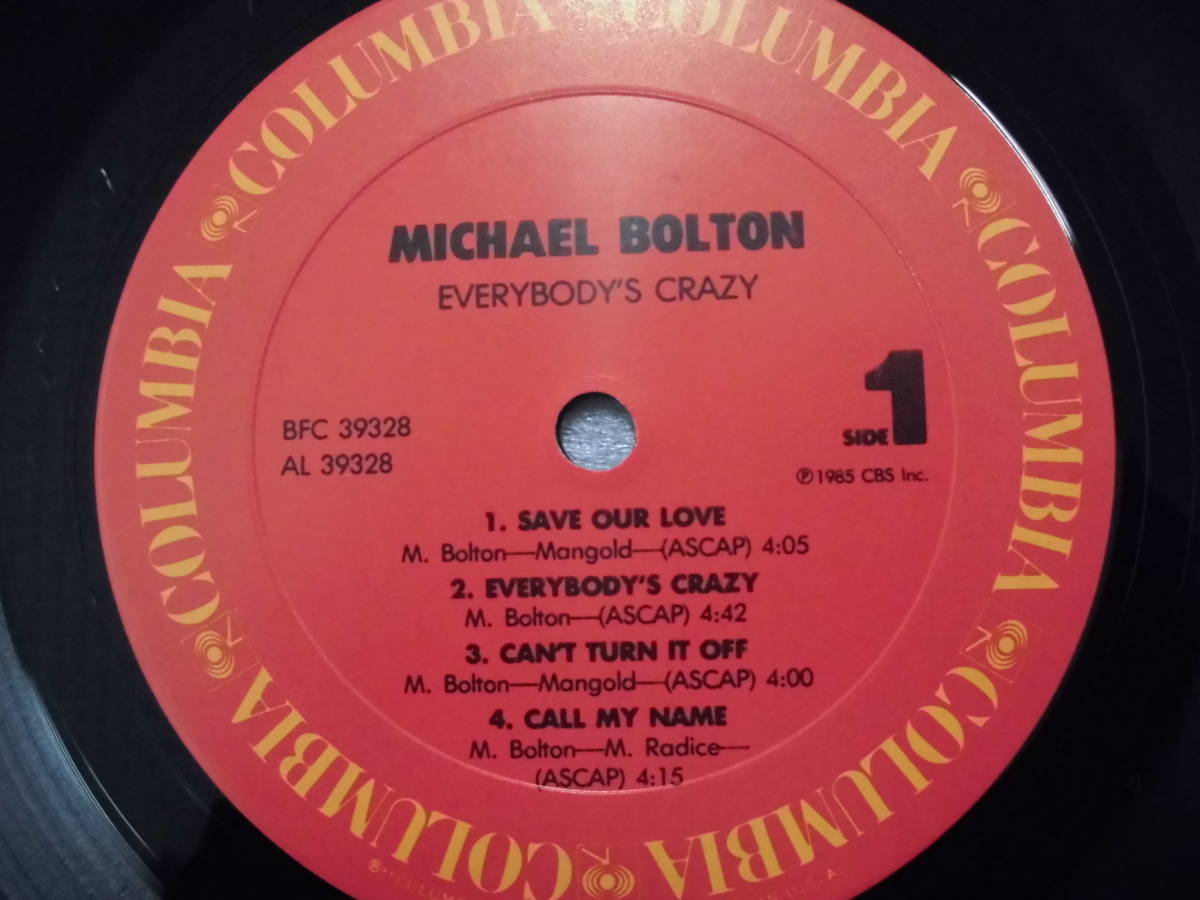 COLUMBIA COLUMBIA COLUMBIA COLUMBIA COLUMBIA COLUMBIA COLUMBIA
MICHAEL BOLTON
EVERYBODY'S CRAZY
BFC 39328
AL 39328
SIDE 1
℗1985 CBS Inc.
1. SAVE OUR LOVE
M. Bolton—Mangold—(ASCAP) 4:05
2. EVERYBODY'S CRAZY
M. Bolton—(ASCAP) 4:42
3. CAN'T TURN IT OFF
M. Bolton—Mangold—(ASCAP) 4:00
4. CALL MY NAME
M. Bolton—M. Radice—
(ASCAP) 4:15